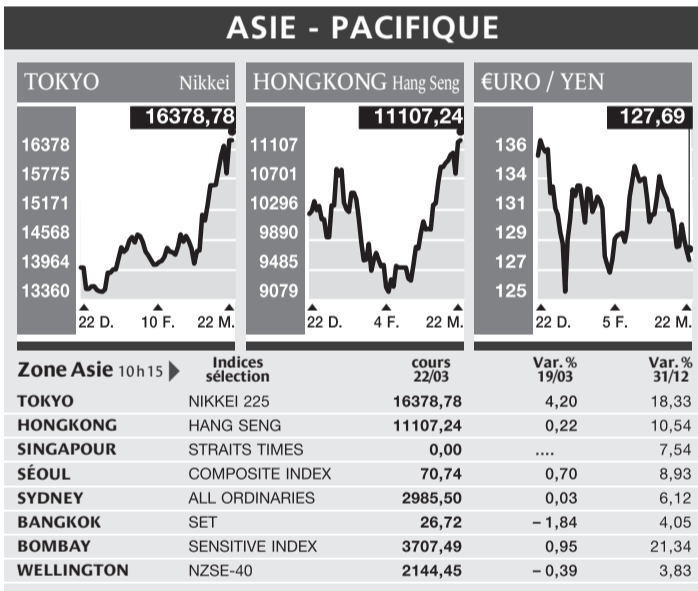 ASIE - PACIFIQUE
TOKYO Nikkei
16378,78
16378
15775
15171
14568
13964
13360
22 D. 10 F. 22 M.
HONGKONG Hang Seng
11107,24
11107
10701
10296
9890
9485
9079
22 D. 4 F. 22 M.
€URO / YEN
127,69
136
134
131
129
127
125
22 D. 5 F. 22 M.
Zone Asie 10h15 Indices sélection cours 22/03 Var. % 19/03 Var. % 31/12
TOKYO NIKKEI 225 16378,78 4,20 18,33
HONGKONG HANG SENG 11107,24 0,22 10,54
SINGAPOUR STRAITS TIMES 0,00 .... 7,54
SÉOUL COMPOSITE INDEX 70,74 0,70 8,93
SYDNEY ALL ORDINARIES 2985,50 0,03 6,12
BANGKOK SET 26,72 – 1,84 4,05
BOMBAY SENSITIVE INDEX 3707,49 0,95 21,34
WELLINGTON NZSE-40 2144,45 – 0,39 3,83